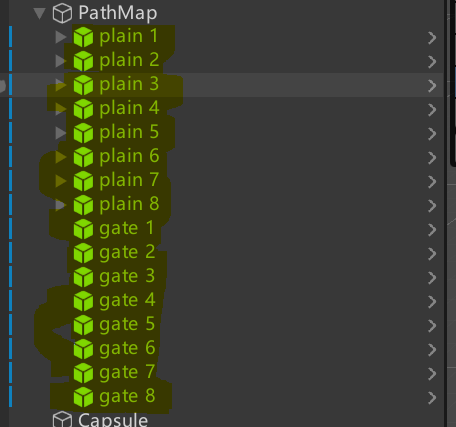 PathMap
plain 1
plain 2
plain 3
plain 4
plain 5
plain 6
plain 7
plain 8
gate 1
gate 2
gate 3
gate 4
gate 5
gate 6
gate 7
gate 8
Capsule